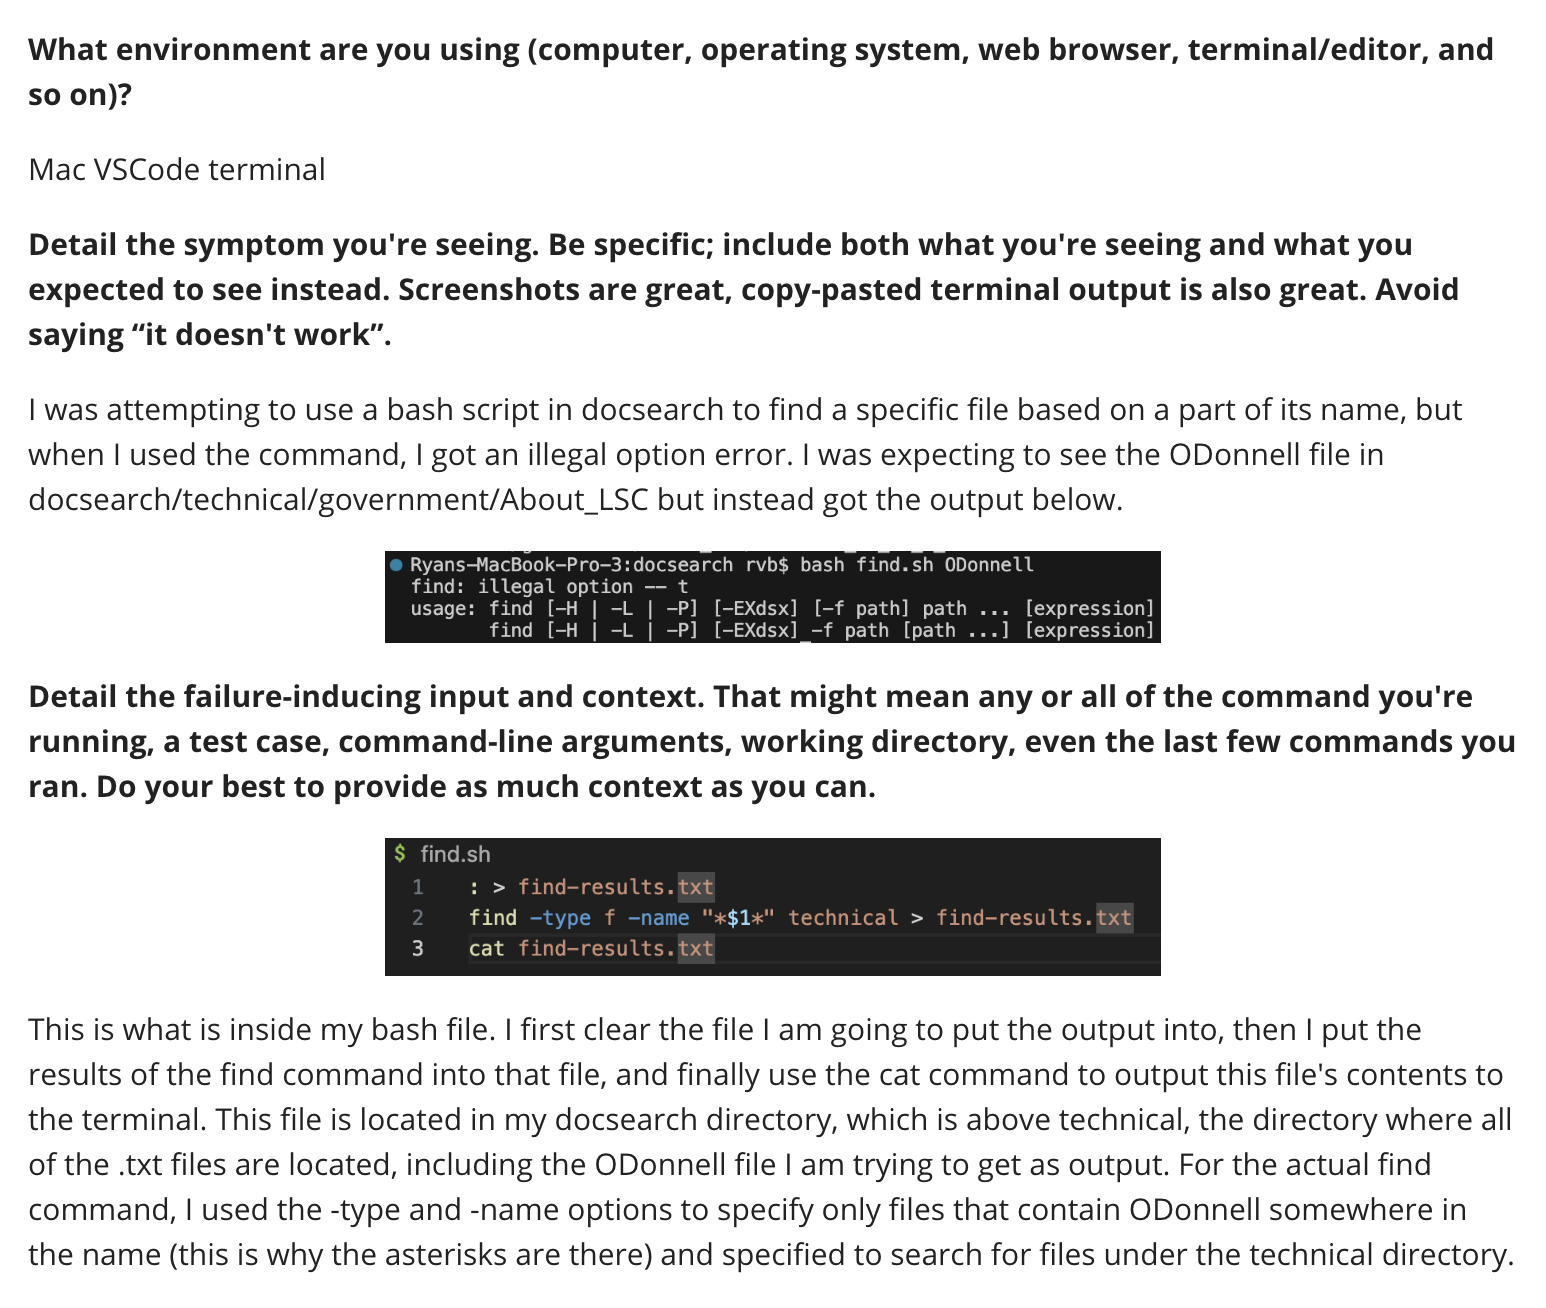 What environment are you using (computer, operating system, web browser, terminal/editor, and
so on)?
Mac VSCode terminal
Detail the symptom you're seeing. Be specific; include both what you're seeing and what you
expected to see instead. Screenshots are great, copy-pasted terminal output is also great. Avoid
saying “it doesn't work”.
I was attempting to use a bash script in docsearch to find a specific file based on a part of its name, but
when I used the command, I got an illegal option error. I was expecting to see the ODonnell file in
docsearch/technical/government/About_LSC but instead got the output below.
Ryans-MacBook-Pro-3:docsearch rvb$ bash find.sh ODonnell
find: illegal option -- t
usage: find [-H | -L | -P] [-EXdsx] [-f path] path ... [expression]
       find [-H | -L | -P] [-EXdsx] -f path [path ...] [expression]
Detail the failure-inducing input and context. That might mean any or all of the command you're
running, a test case, command-line arguments, working directory, even the last few commands you
ran. Do your best to provide as much context as you can.
$ find.sh
1 : > find-results.txt
2 find -type f -name "*$1*" technical > find-results.txt
3 cat find-results.txt
This is what is inside my bash file. I first clear the file I am going to put the output into, then I put the
results of the find command into that file, and finally use the cat command to output this file's contents to
the terminal. This file is located in my docsearch directory, which is above technical, the directory where all
of the .txt files are located, including the ODonnell file I am trying to get as output. For the actual find
command, I used the -type and -name options to specify only files that contain ODonnell somewhere in
the name (this is why the asterisks are there) and specified to search for files under the technical directory.